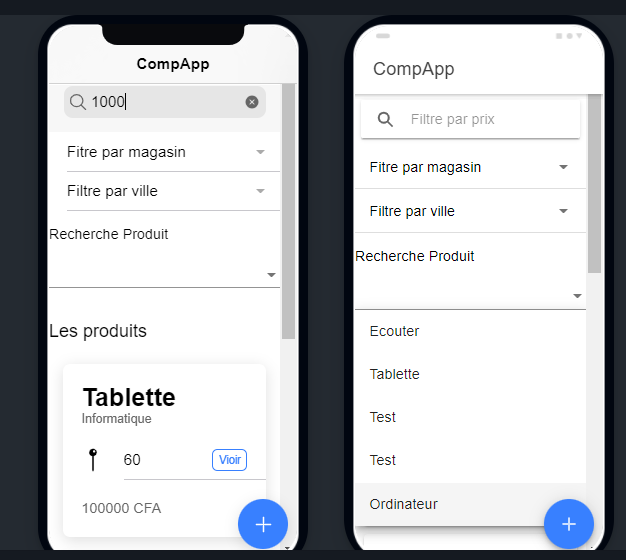 CompApp
1000
Fitre par magasin
Filtre par ville
Recherche Produit
Les produits
Tablette
Informatique
60
Vioir
100000 CFA
CompApp
Filtre par prix
Fitre par magasin
Filtre par ville
Recherche Produit
Ecouter
Tablette
Test
Test
Ordinateur